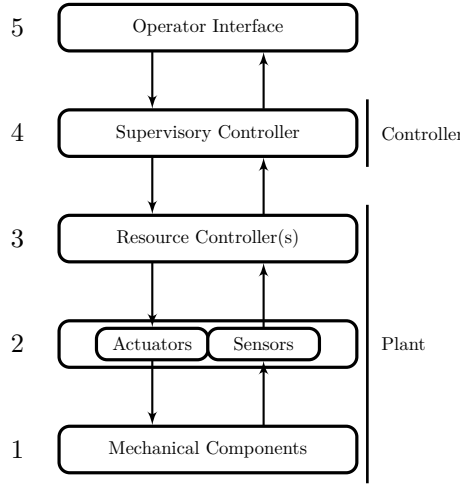 5 Operator Interface
4 Supervisory Controller Controller
3 Resource Controller(s)
2 Actuators Sensors Plant
1 Mechanical Components